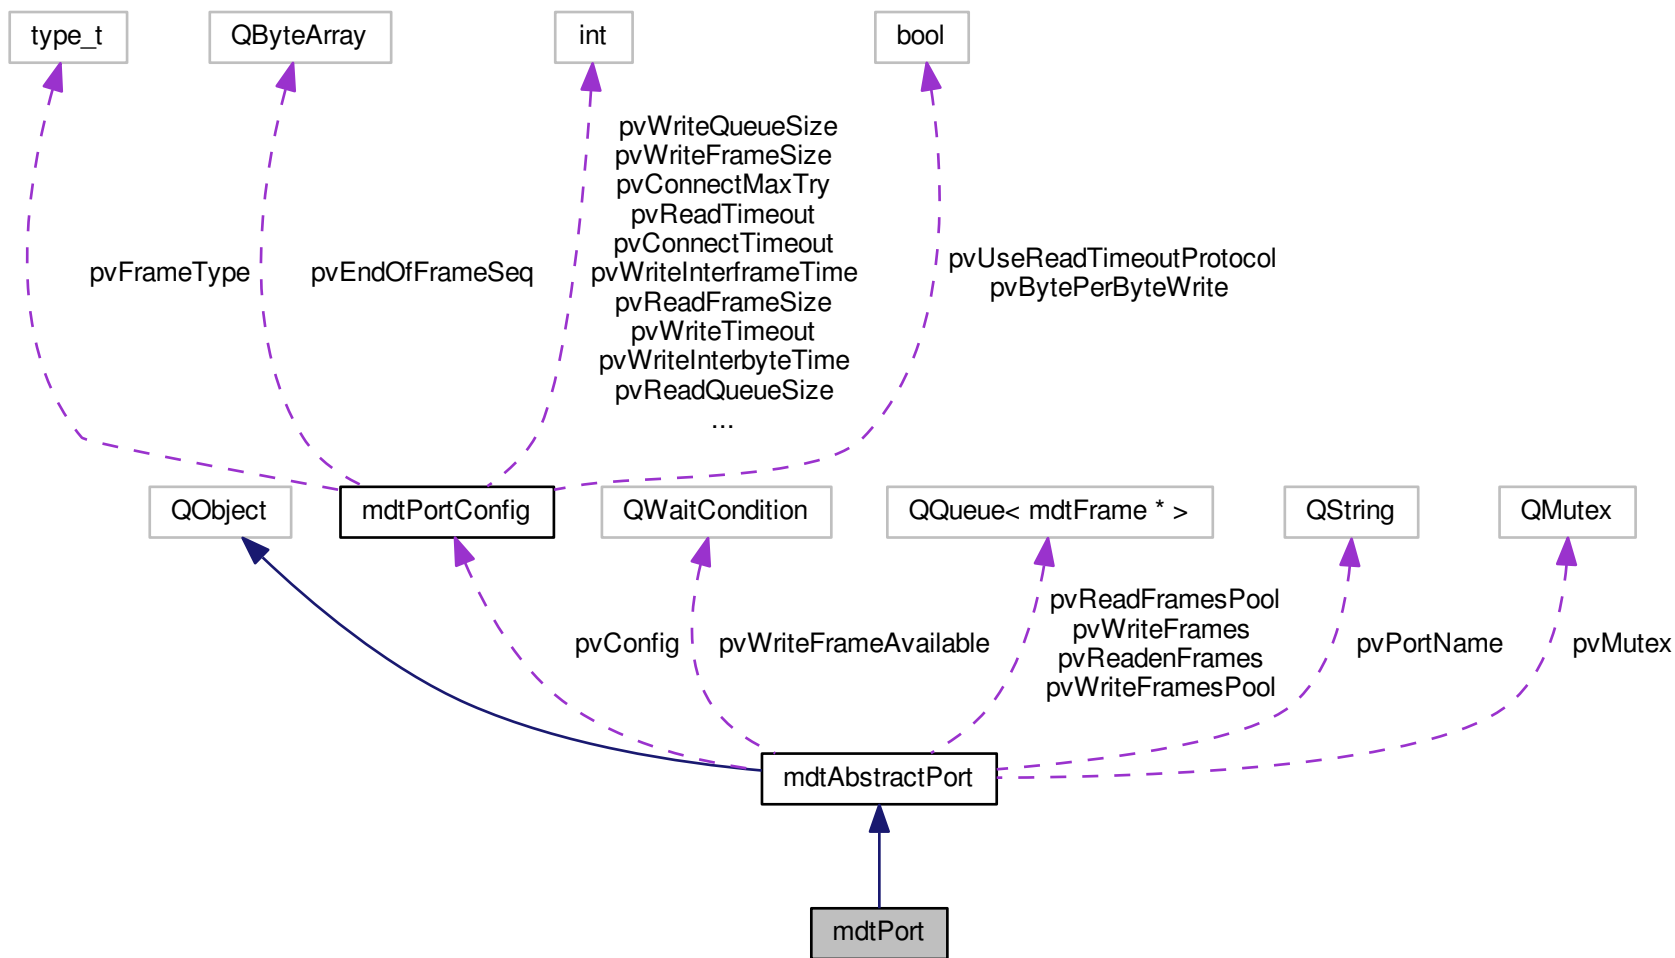 type_t
QByteArray
int
bool
pvWriteQueueSize
pvWriteFrameSize
pvConnectMaxTry
pvReadTimeout
pvConnectTimeout
pvWriteInterframeTime
pvReadFrameSize
pvWriteTimeout
pvWriteInterbyteTime
pvReadQueueSize
...
pvFrameType
pvEndOfFrameSeq
pvUseReadTimeoutProtocol
pvBytePerByteWrite
QObject
mdtPortConfig
QWaitCondition
QQueue< mdtFrame * >
QString
QMutex
pvConfig
pvWriteFrameAvailable
pvReadFramesPool
pvWriteFrames
pvReadenFrames
pvWriteFramesPool
pvPortName
pvMutex
mdtAbstractPort
mdtPort